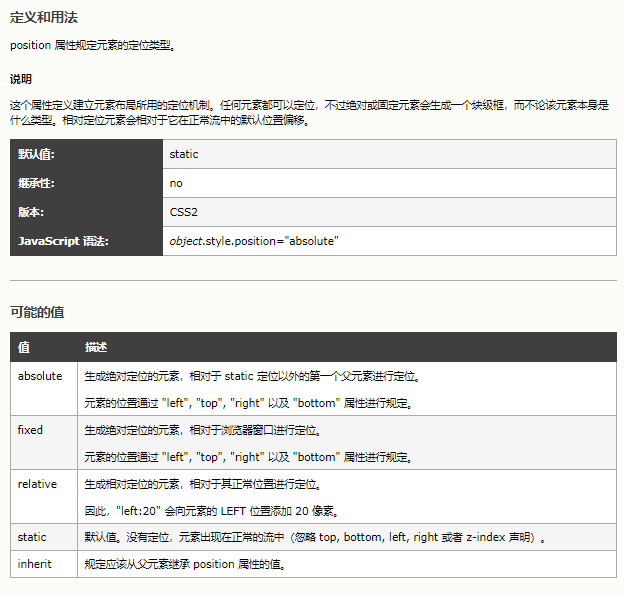 定义和用法
position 属性规定元素的定位类型。
说明
这个属性定义建立元素布局所用的定位机制。任何元素都可以定位，不过绝对或固定元素会生成一个块级框，而不论该元素本身是
什么类型。相对定位元素会相对于它在正常流中的默认位置偏移。
默认值: static
继承性: no
版本: CSS2
JavaScript 语法: object.style.position="absolute"
可能的值
值 描述
absolute 生成绝对定位的元素，相对于 static 定位以外的第一个父元素进行定位。
元素的位置通过 "left", "top", "right" 以及 "bottom" 属性进行规定。
fixed 生成绝对定位的元素，相对于浏览器窗口进行定位。
元素的位置通过 "left", "top", "right" 以及 "bottom" 属性进行规定。
relative 生成相对定位的元素，相对于其正常位置进行定位。
因此，"left:20" 会向元素的 LEFT 位置添加 20 像素。
static 默认值。没有定位，元素出现在正常的流中（忽略 top, bottom, left, right 或者 z-index 声明）。
inherit 规定应该从父元素继承 position 属性的值。